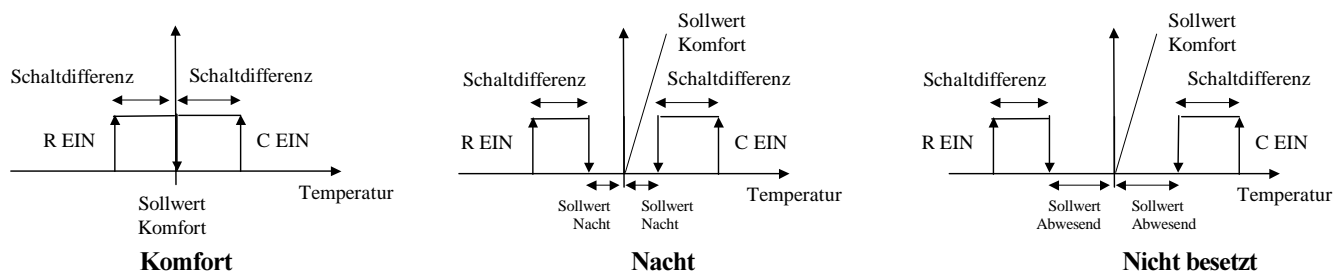 Schaltdifferenz Schaltdifferenz
R EIN C EIN
Temperatur
Sollwert
Komfort
Komfort
Sollwert
Komfort
Schaltdifferenz Schaltdifferenz
R EIN C EIN
Temperatur
Sollwert Sollwert
Nacht Nacht
Nacht
Sollwert
Komfort
Schaltdifferenz Schaltdifferenz
R EIN C EIN
Temperatur
Sollwert Sollwert
Abwesend Abwesend
Nicht besetzt